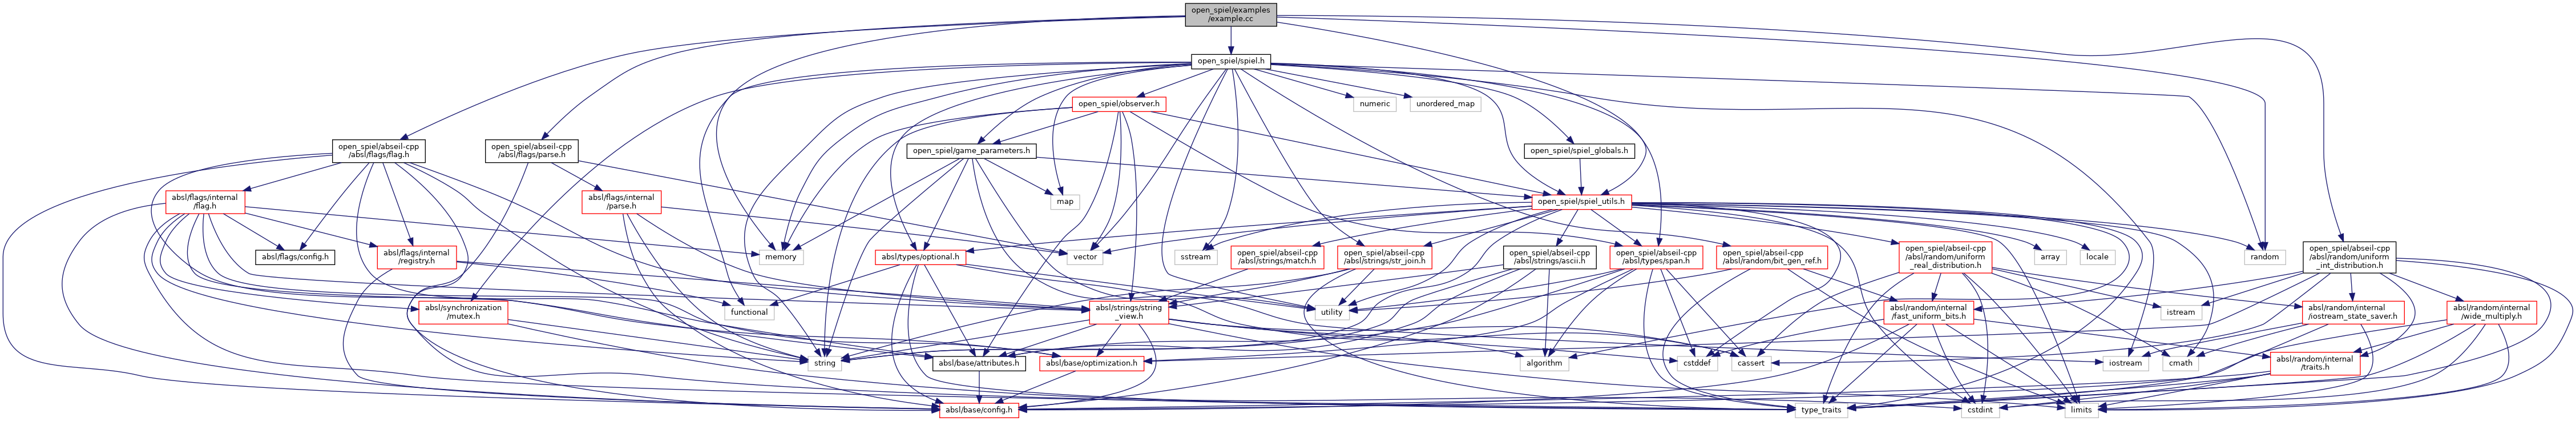 open_spiel/examples
/example.cc
open_spiel/spiel.h
open_spiel/observer.h
numeric
unordered_map
open_spiel/abseil-cpp
/absl/flags/flag.h
open_spiel/abseil-cpp
/absl/flags/parse.h
open_spiel/game_parameters.h
open_spiel/spiel_globals.h
absl/flags/internal
/flag.h
absl/flags/internal
/parse.h
map
open_spiel/spiel_utils.h
absl/flags/config.h
absl/flags/internal
/registry.h
memory
absl/types/optional.h
vector
sstream
open_spiel/abseil-cpp
/absl/strings/match.h
open_spiel/abseil-cpp
/absl/strings/str_join.h
open_spiel/abseil-cpp
/absl/strings/ascii.h
open_spiel/abseil-cpp
/absl/types/span.h
open_spiel/abseil-cpp
/absl/random/bit_gen_ref.h
open_spiel/abseil-cpp
/absl/random/uniform
_real_distribution.h
array
locale
random
open_spiel/abseil-cpp
/absl/random/uniform
_int_distribution.h
absl/synchronization
/mutex.h
functional
absl/strings/string
_view.h
utility
absl/random/internal
/fast_uniform_bits.h
istream
absl/random/internal
/iostream_state_saver.h
absl/random/internal
/wide_multiply.h
string
absl/base/attributes.h
absl/base/optimization.h
algorithm
cstddef
cassert
iostream
cmath
absl/random/internal
/traits.h
absl/base/config.h
type_traits
cstdint
limits